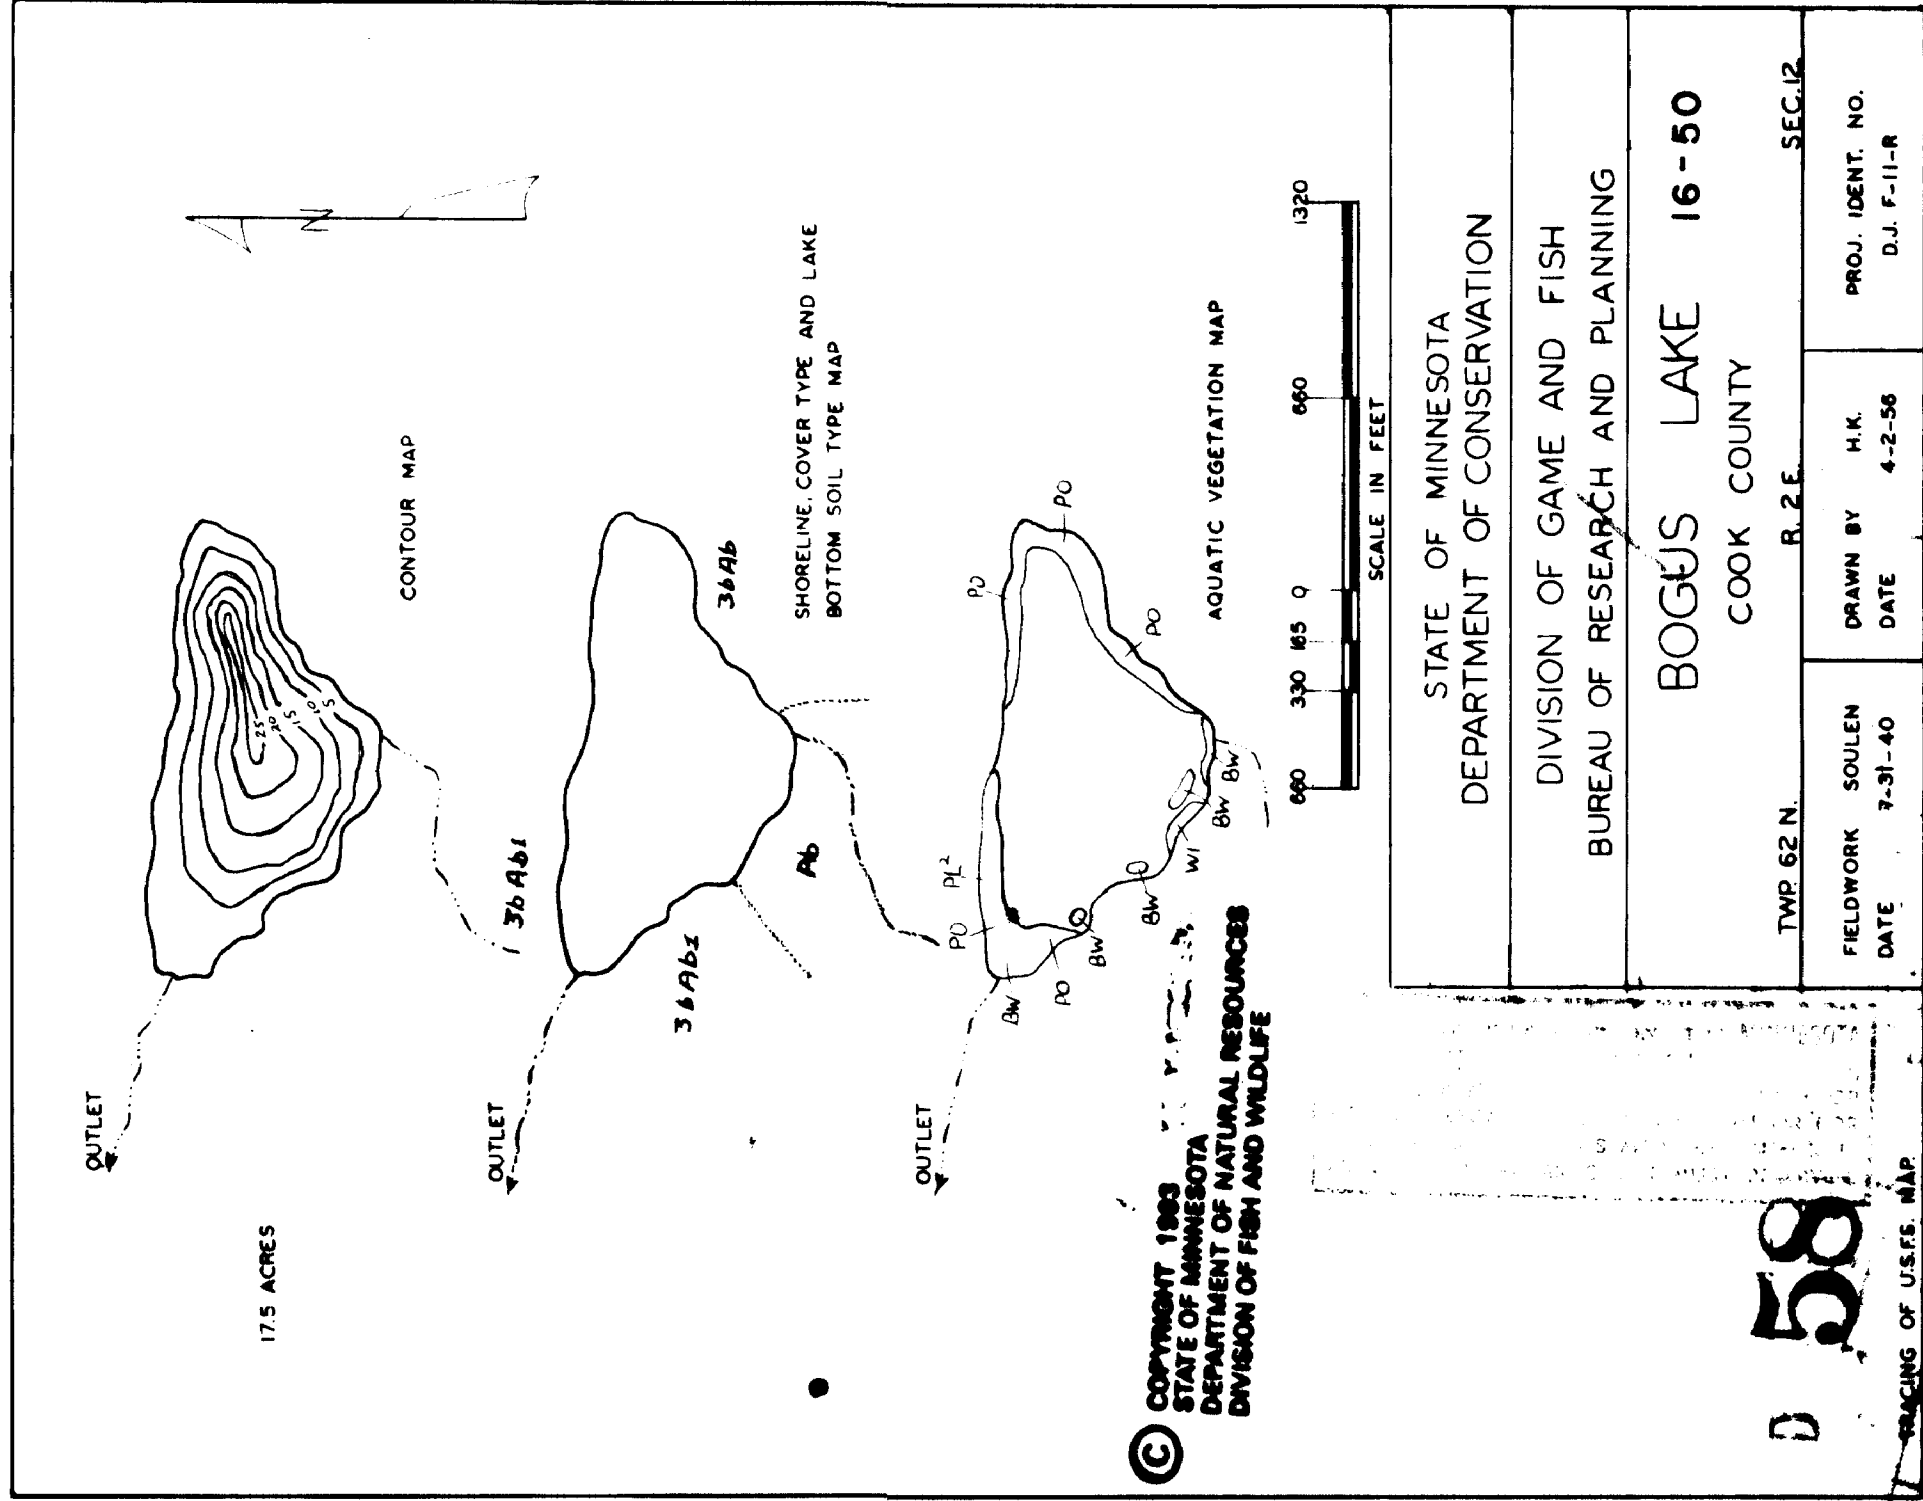 OUTLET
17.5 ACRES
N
5
10
15
20
25
CONTOUR MAP
OUTLET
3bAb1
3bAb1
Ab
3bAb
SHORELINE, COVER TYPE AND LAKE
BOTTOM SOIL TYPE MAP
OUTLET
PO
PL²
PO
PO
PO
BW
PO
BW
BW
WI
BW
BW
AQUATIC VEGETATION MAP
660 330 165 0 660 1320
SCALE IN FEET
© COPYRIGHT 1983
STATE OF MINNESOTA
DEPARTMENT OF NATURAL RESOURCES
DIVISION OF FISH AND WILDLIFE
STATE OF MINNESOTA
DEPARTMENT OF CONSERVATION
DIVISION OF GAME AND FISH
BUREAU OF RESEARCH AND PLANNING
BOGUS LAKE 16-50
COOK COUNTY
TWP. 62 N. R. 2 E. SEC. 12
FIELDWORK SOULEN
DATE 7-31-40
DRAWN BY H.K.
DATE 4-2-56
PROJ. IDENT. NO.
D.J. F-11-R
D 58
TRACING OF U.S.F.S. MAP.